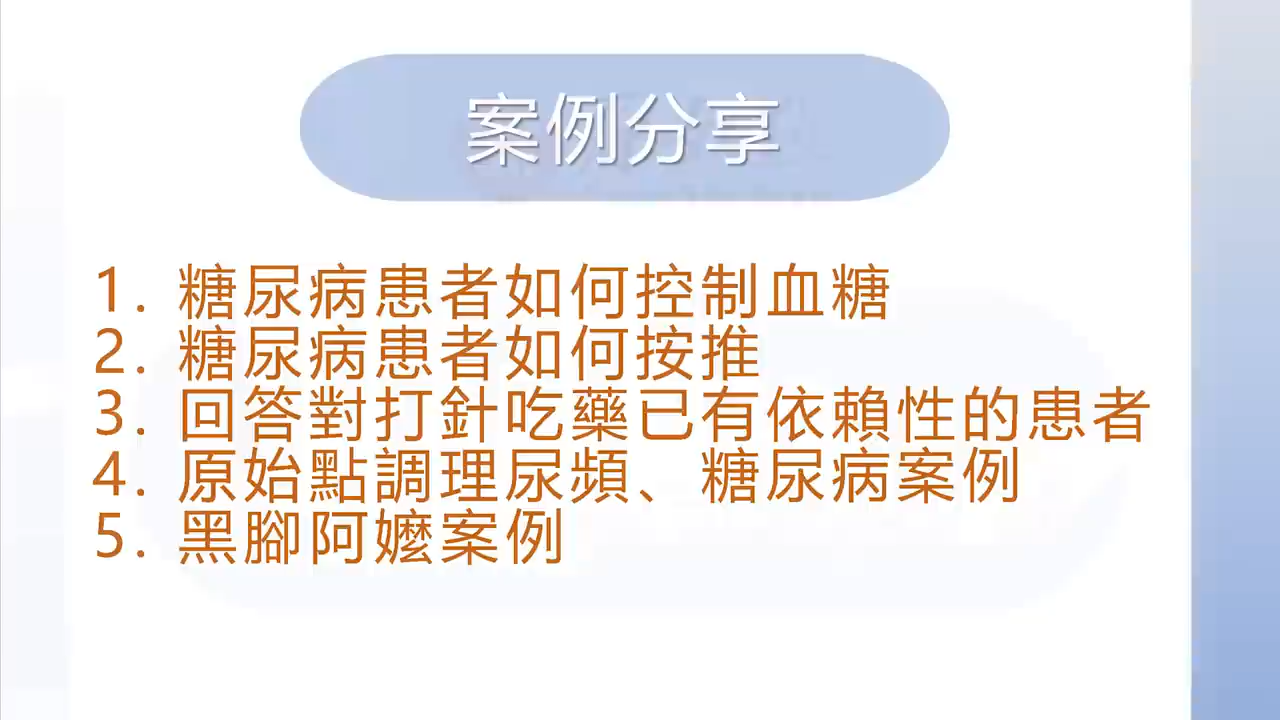 案例分享
1. 糖尿病患者如何控制血糖
2. 糖尿病患者如何按推
3. 回答對打針吃藥已有依賴性的患者
4. 原始點調理尿頻、糖尿病案例
5. 黑腳阿嬤案例